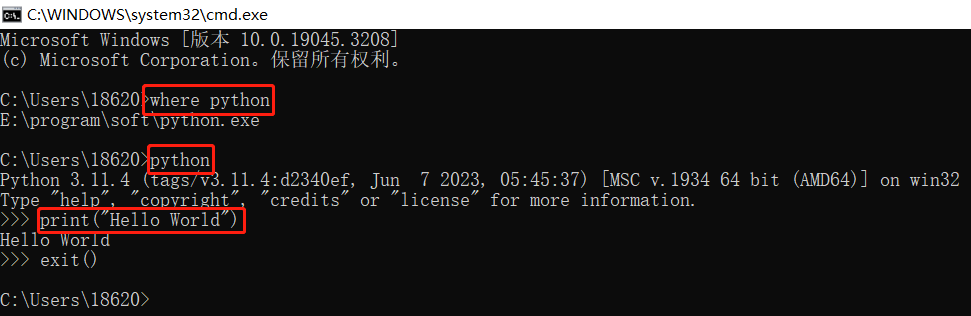 C:\WINDOWS\system32\cmd.exe
Microsoft Windows [版本 10.0.19045.3208]
(c) Microsoft Corporation。保留所有权利。
C:\Users\18620>where python
E:\program\soft\python.exe
C:\Users\18620>python
Python 3.11.4 (tags/v3.11.4:d2340ef, Jun  7 2023, 05:45:37) [MSC v.1934 64 bit (AMD64)] on win32
Type "help", "copyright", "credits" or "license" for more information.
>>> print("Hello World")
Hello World
>>> exit()
C:\Users\18620>